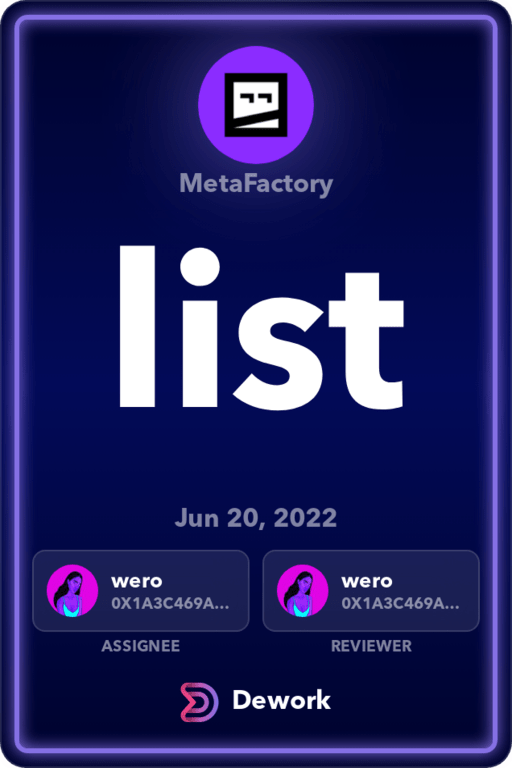 MetaFactory
list
Jun 20, 2022
wero
0X1A3C469A...
ASSIGNEE
wero
0X1A3C469A...
REVIEWER
Dework